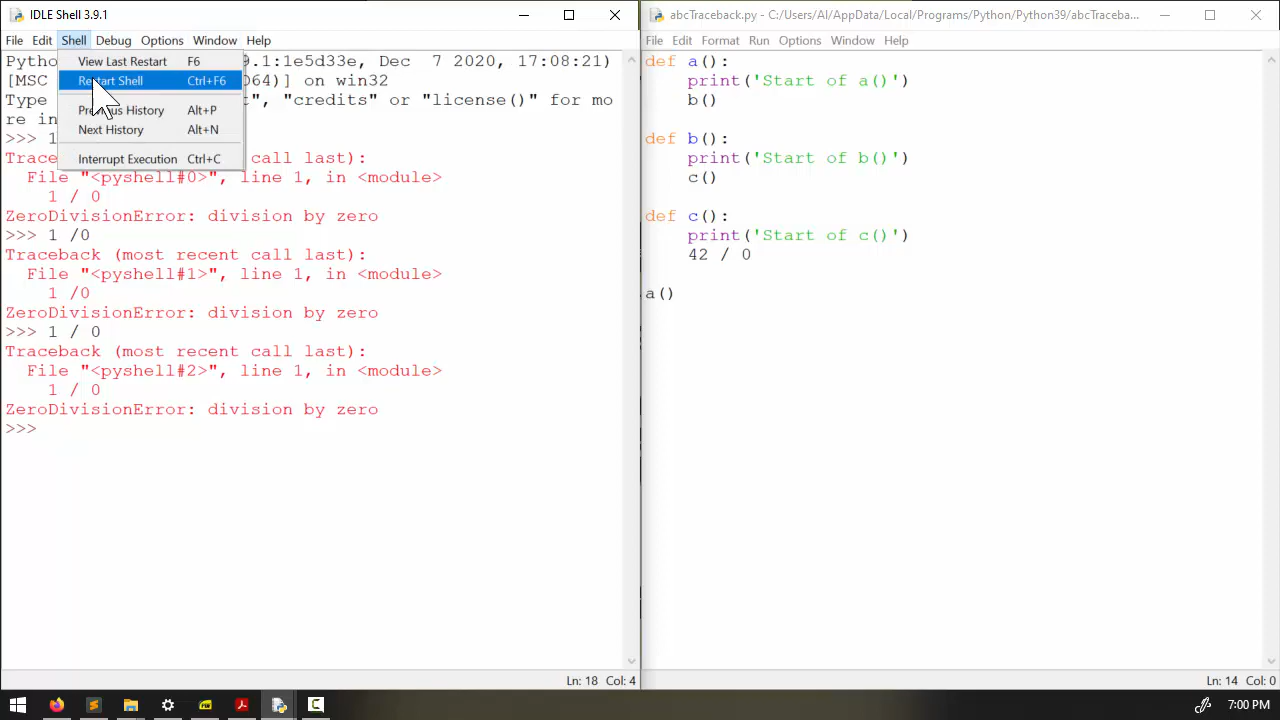 IDLE Shell 3.9.1
File Edit Shell Debug Options Window Help
View Last Restart F6
Restart Shell Ctrl+F6
Previous History Alt+P
Next History Alt+N
Interrupt Execution Ctrl+C
9.1:1e5d33e, Dec  7 2020, 17:08:21)
[MSC D64)] on win32
Type ", "credits" or "license()" for mo
re in
>>> 1
call last):
  File "<pyshell#0>", line 1, in <module>
    1 / 0
ZeroDivisionError: division by zero
>>> 1 /0
Traceback (most recent call last):
  File "<pyshell#1>", line 1, in <module>
    1 /0
ZeroDivisionError: division by zero
>>> 1 / 0
Traceback (most recent call last):
  File "<pyshell#2>", line 1, in <module>
    1 / 0
ZeroDivisionError: division by zero
>>>
Ln: 18 Col: 4
abcTraceback.py - C:/Users/Al/AppData/Local/Programs/Python/Python39/abcTraceba...
File Edit Format Run Options Window Help
def a():
    print('Start of a()')
    b()
def b():
    print('Start of b()')
    c()
def c():
    print('Start of c()')
    42 / 0
a()
Ln: 14 Col: 0
7:00 PM